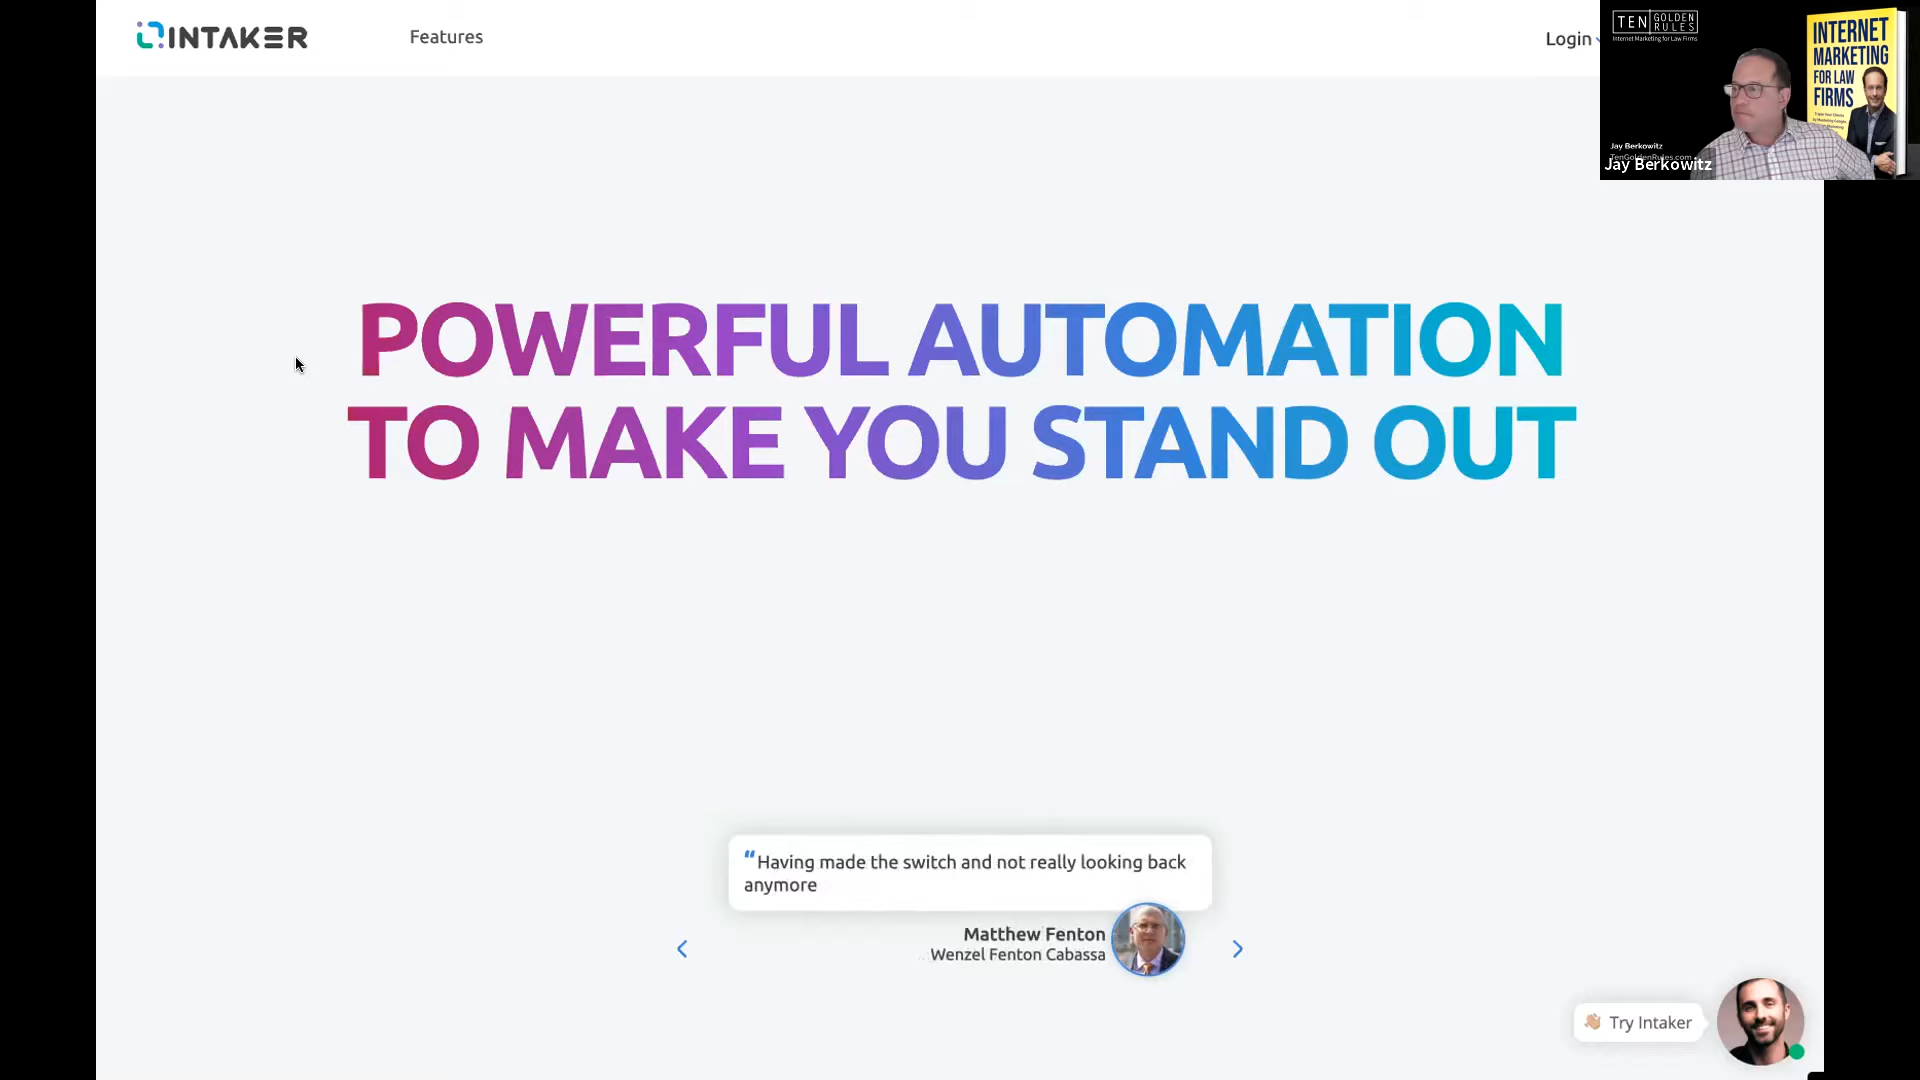 INTAKER
Features
Login
TEN GOLDEN RULES
Internet Marketing for Law Firms
INTERNET
MARKETING
FOR LAW
FIRMS
Jay Berkowitz
TenGoldenRules.com
Jay Berkowitz
POWERFUL AUTOMATION
TO MAKE YOU STAND OUT
“Having made the switch and not really looking back
anymore
Matthew Fenton
Wenzel Fenton Cabassa
👋🏼 Try Intaker